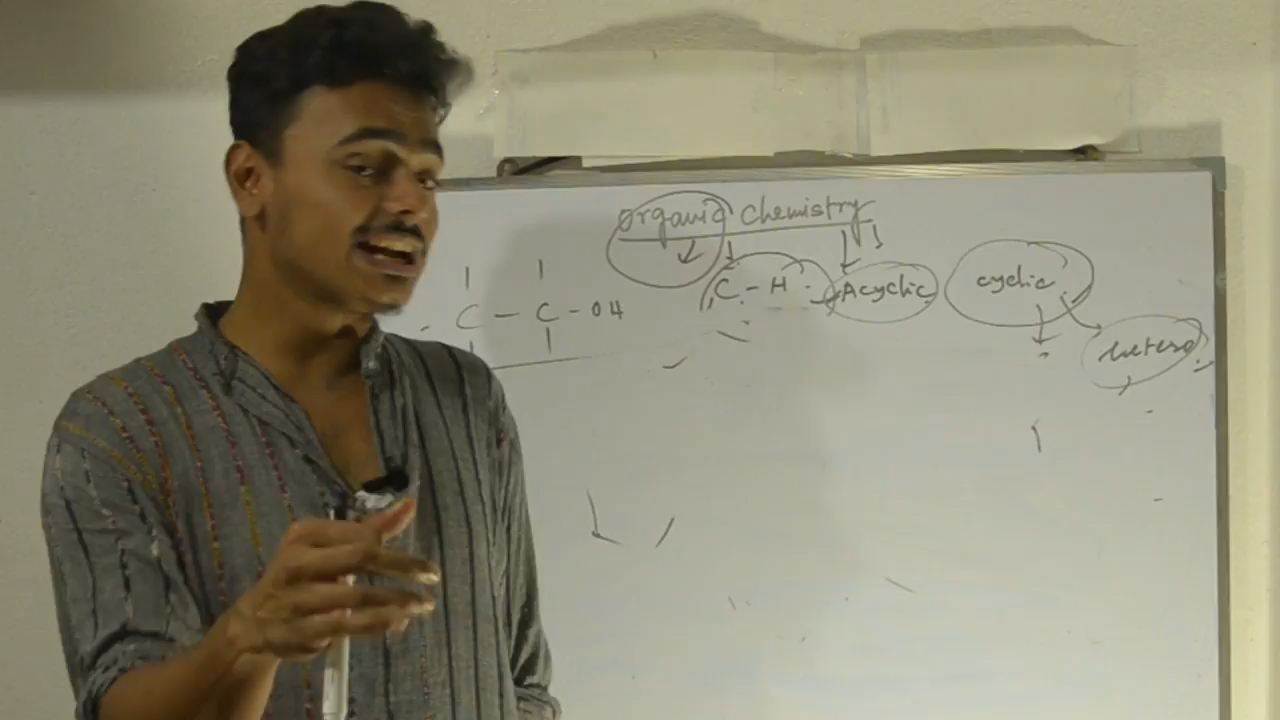 Organic Chemistry
C - H Acyclic cyclic
- C - C - OH
hetero